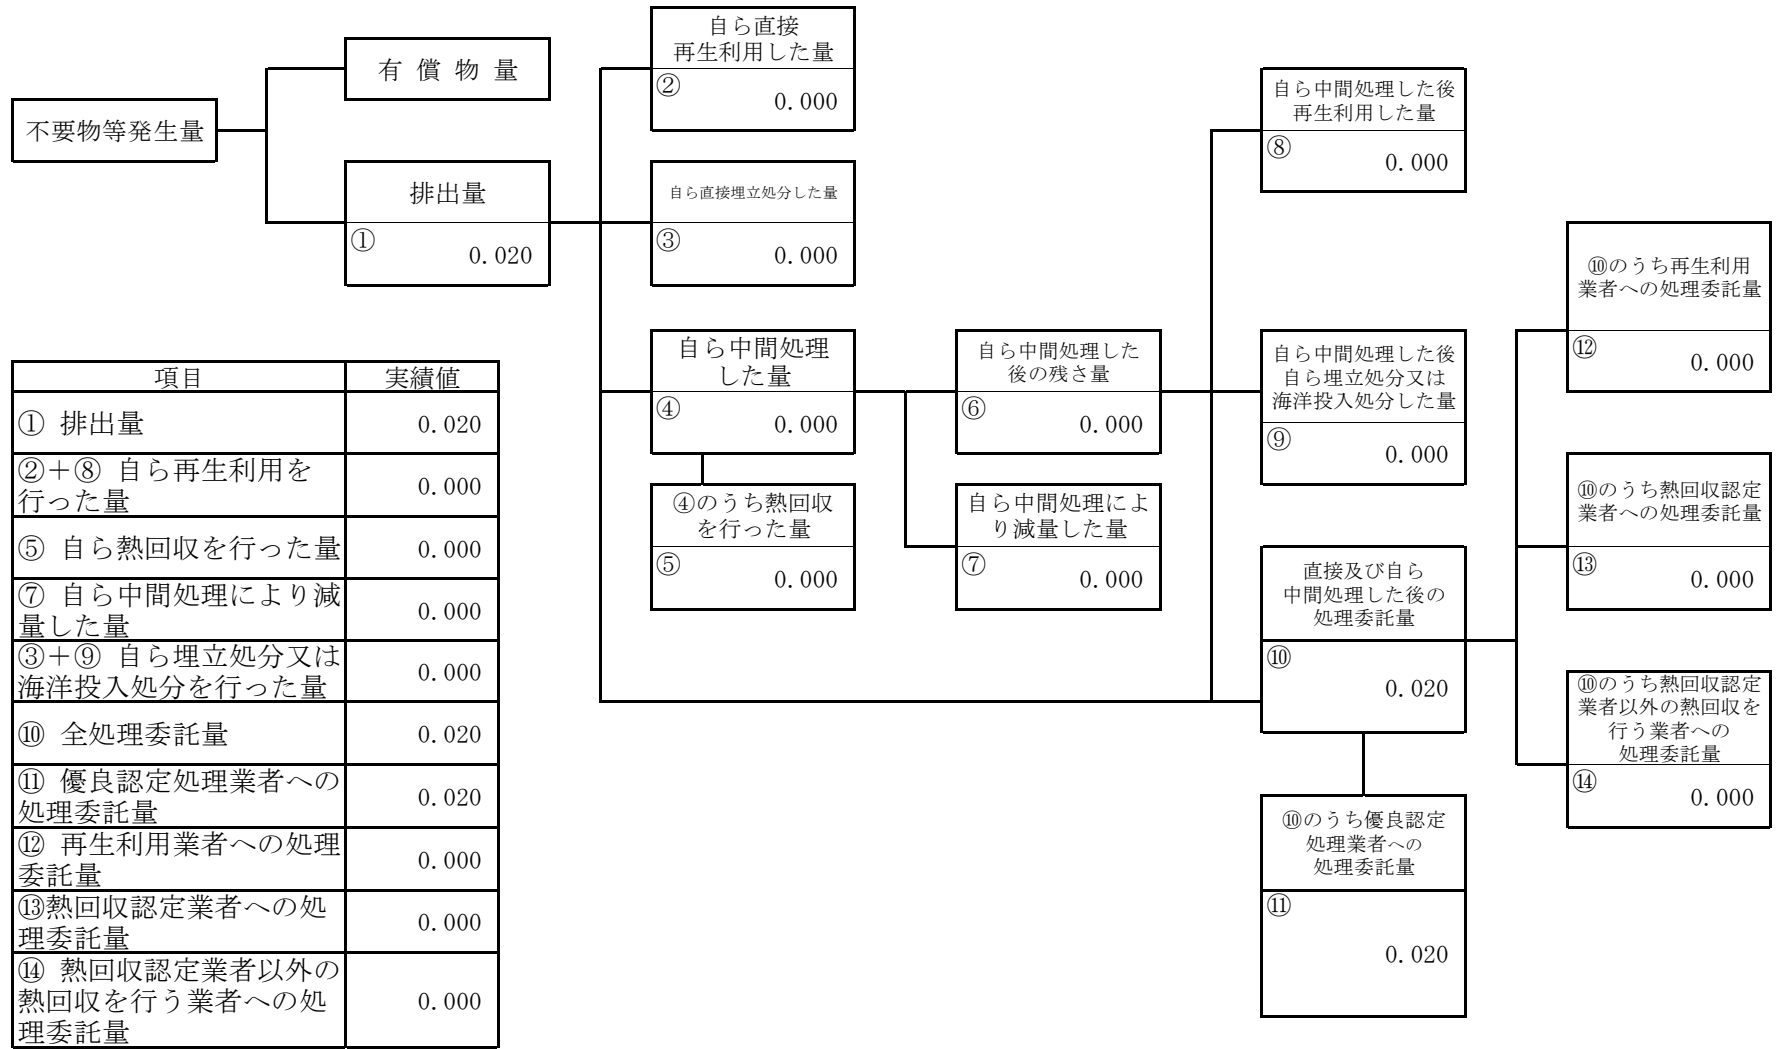 不要物等発生量
有 償 物 量
排出量
①
0.020
自ら直接
再生利用した量
②
0.000
自ら直接埋立処分した量
③
0.000
自ら中間処理
した量
④
0.000
④のうち熱回収
を行った量
⑤
0.000
自ら中間処理した
後の残さ量
⑥
0.000
自ら中間処理によ
り減量した量
⑦
0.000
自ら中間処理した後
再生利用した量
⑧
0.000
自ら中間処理した後
自ら埋立処分又は
海洋投入処分した量
⑨
0.000
直接及び自ら
中間処理した後の
処理委託量
⑩
0.020
⑩のうち優良認定
処理業者への
処理委託量
⑪
0.020
⑩のうち再生利用
業者への処理委託量
⑫
0.000
⑩のうち熱回収認定
業者への処理委託量
⑬
0.000
⑩のうち熱回収認定
業者以外の熱回収を
行う業者への
処理委託量
⑭
0.000
項目 実績値
① 排出量 0.020
②＋⑧ 自ら再生利用を
行った量 0.000
⑤ 自ら熱回収を行った量 0.000
⑦ 自ら中間処理により減
量した量 0.000
③＋⑨ 自ら埋立処分又は
海洋投入処分を行った量 0.000
⑩ 全処理委託量 0.020
⑪ 優良認定処理業者への
処理委託量 0.020
⑫ 再生利用業者への処理
委託量 0.000
⑬熱回収認定業者への処
理委託量 0.000
⑭ 熱回収認定業者以外の
熱回収を行う業者への処
理委託量 0.000